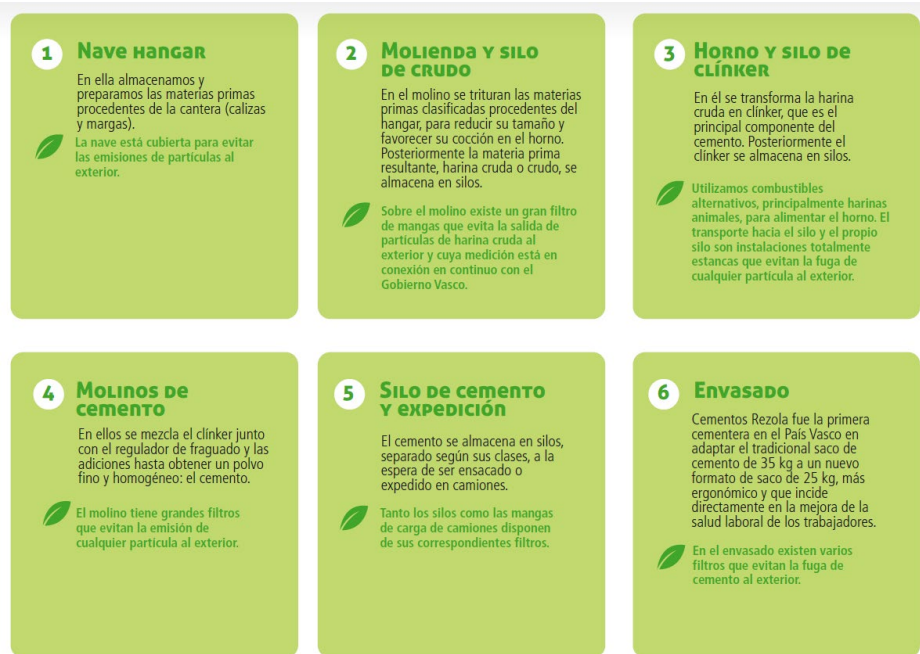 1 Nave hangar
En ella almacenamos y
preparamos las materias primas
procedentes de la cantera (calizas
y margas).
La nave está cubierta para evitar
las emisiones de partículas al
exterior.
2 Molienda y silo
de crudo
En el molino se trituran las materias
primas clasificadas procedentes del
hangar, para reducir su tamaño y
favorecer su cocción en el horno.
Posteriormente la materia prima
resultante, harina cruda o crudo, se
almacena en silos.
Sobre el molino existe un gran filtro
de mangas que evita la salida de
partículas de harina cruda al
exterior y cuya medición está en
conexión en continuo con el
Gobierno Vasco.
3 Horno y silo de
clínker
En él se transforma la harina
cruda en clínker, que es el
principal componente del
cemento. Posteriormente el
clínker se almacena en silos.
Utilizamos combustibles
alternativos, principalmente harinas
animales, para alimentar el horno. El
transporte hacia el silo y el propio
silo son instalaciones totalmente
estancas que evitan la fuga de
cualquier partícula al exterior.
4 Molinos de
cemento
En ellos se mezcla el clínker junto
con el regulador de fraguado y las
adiciones hasta obtener un polvo
fino y homogéneo: el cemento.
El molino tiene grandes filtros
que evitan la emisión de
cualquier partícula al exterior.
5 Silo de cemento
y expedición
El cemento se almacena en silos,
separado según sus clases, a la
espera de ser ensacado o
expedido en camiones.
Tanto los silos como las mangas
de carga de camiones disponen
de sus correspondientes filtros.
6 Envasado
Cementos Rezola fue la primera
cementera en el País Vasco en
adaptar el tradicional saco de
cemento de 35 kg a un nuevo
formato de saco de 25 kg, más
ergonómico y que incide
directamente en la mejora de la
salud laboral de los trabajadores.
En el envasado existen varios
filtros que evitan la fuga de
cemento al exterior.